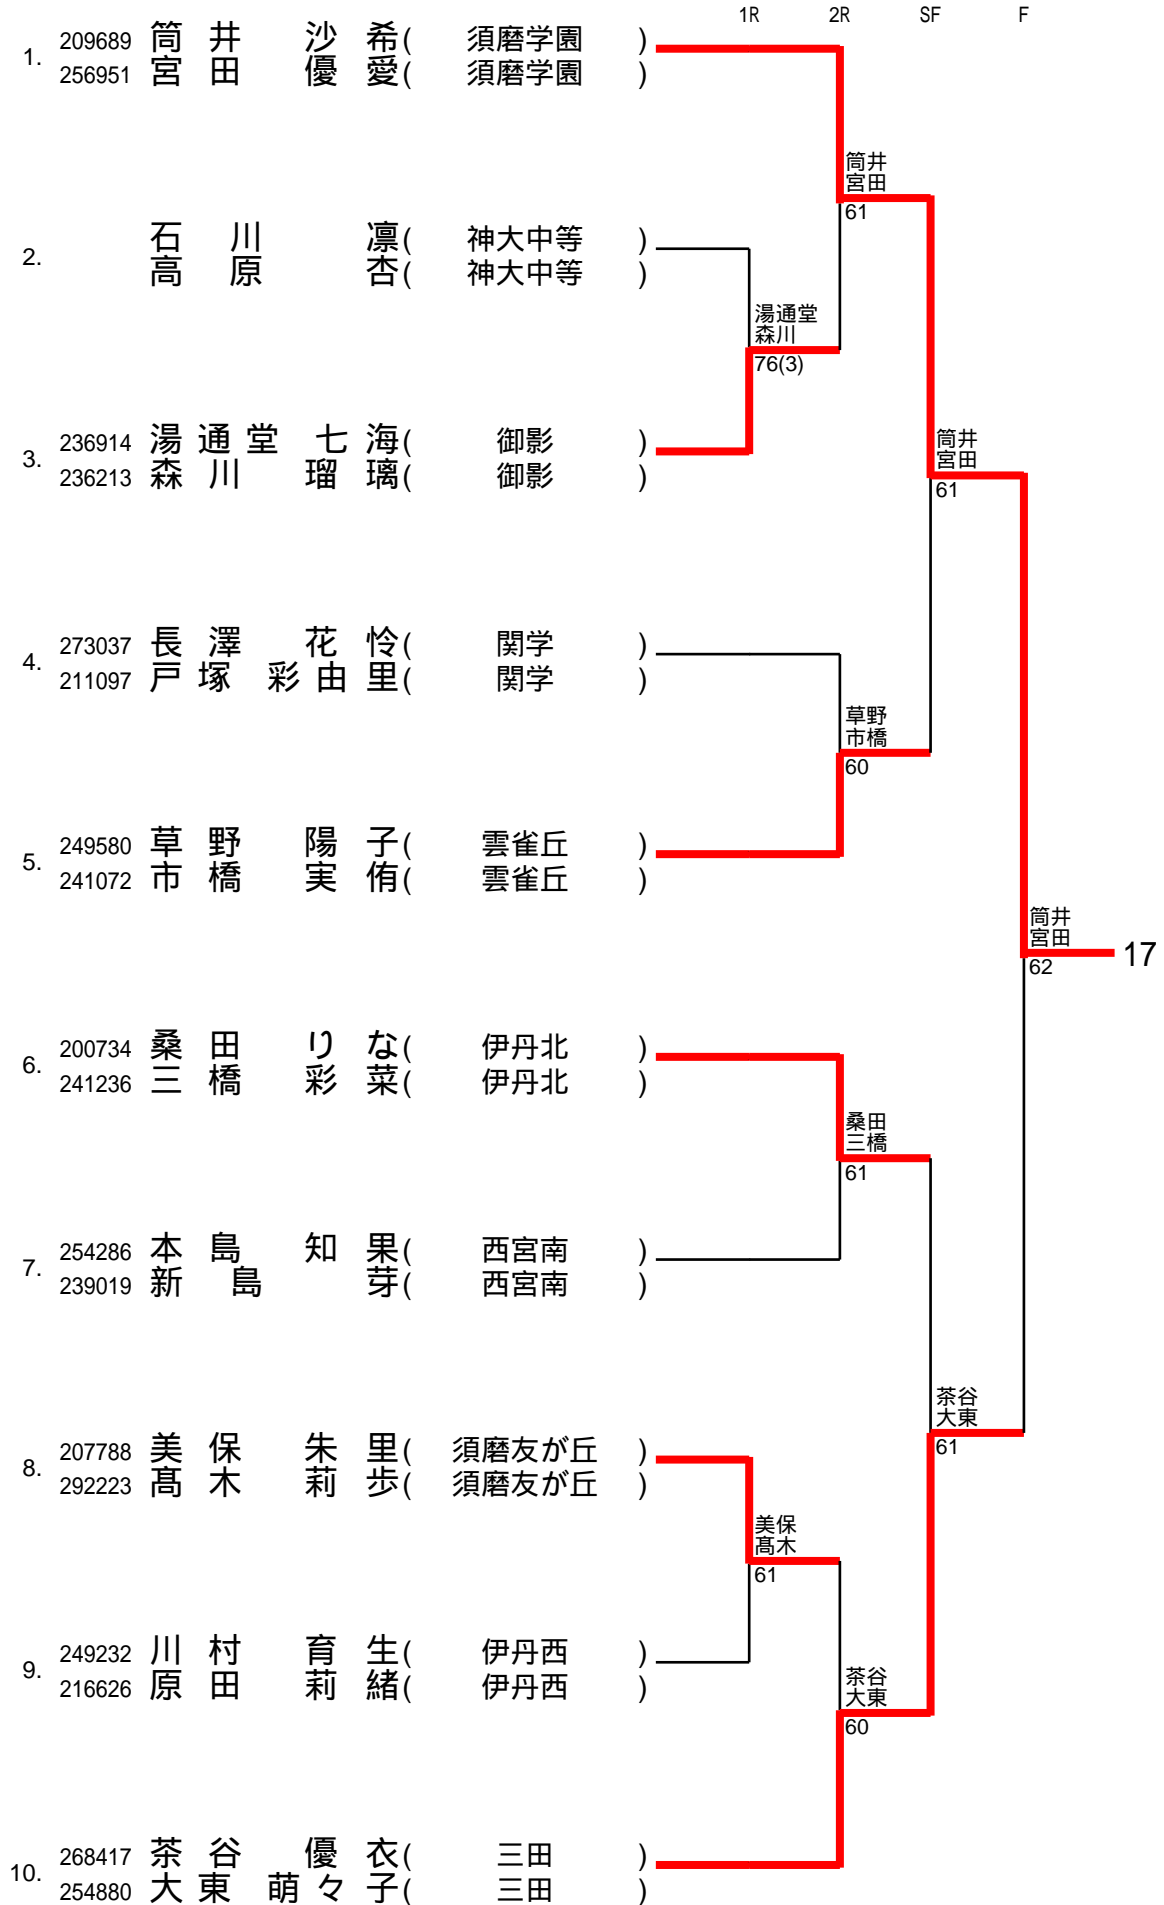 1R 2R SF F
1. 209689 筒井 沙希( 須磨学園 )
256951 宮田 優愛( 須磨学園 )
筒井
宮田
61
2. 石川 凛( 神大中等 )
高原 杏( 神大中等 )
湯通堂
森川
76(3)
3. 236914 湯通堂 七海( 御影 )
236213 森川 瑠璃( 御影 )
筒井
宮田
61
4. 273037 長澤 花怜( 関学 )
211097 戸塚 彩由里( 関学 )
草野
市橋
60
5. 249580 草野 陽子( 雲雀丘 )
241072 市橋 実侑( 雲雀丘 )
筒井
宮田
62
17
6. 200734 桑田 りな( 伊丹北 )
241236 三橋 彩菜( 伊丹北 )
桑田
三橋
61
7. 254286 本島 知果( 西宮南 )
239019 新島 芽( 西宮南 )
茶谷
大東
61
8. 207788 美保 朱里( 須磨友が丘 )
292223 髙木 莉歩( 須磨友が丘 )
美保
髙木
61
9. 249232 川村 育生( 伊丹西 )
216626 原田 莉緒( 伊丹西 )
茶谷
大東
60
10. 268417 茶谷 優衣( 三田 )
254880 大東 萌々子( 三田 )